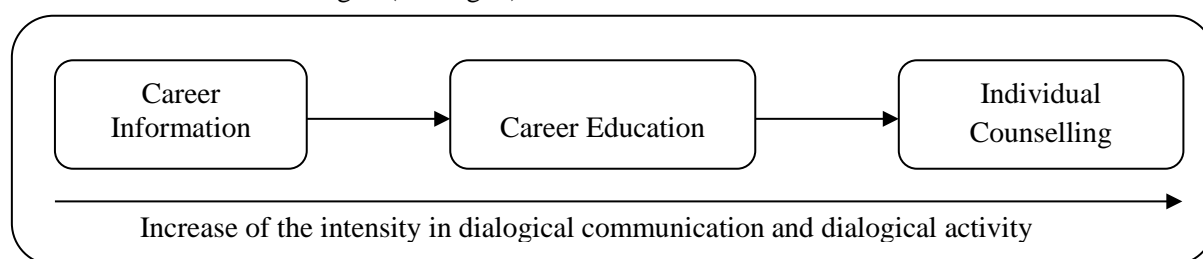 Career
Information
Career Education
Individual
Counselling
Increase of the intensity in dialogical communication and dialogical activity